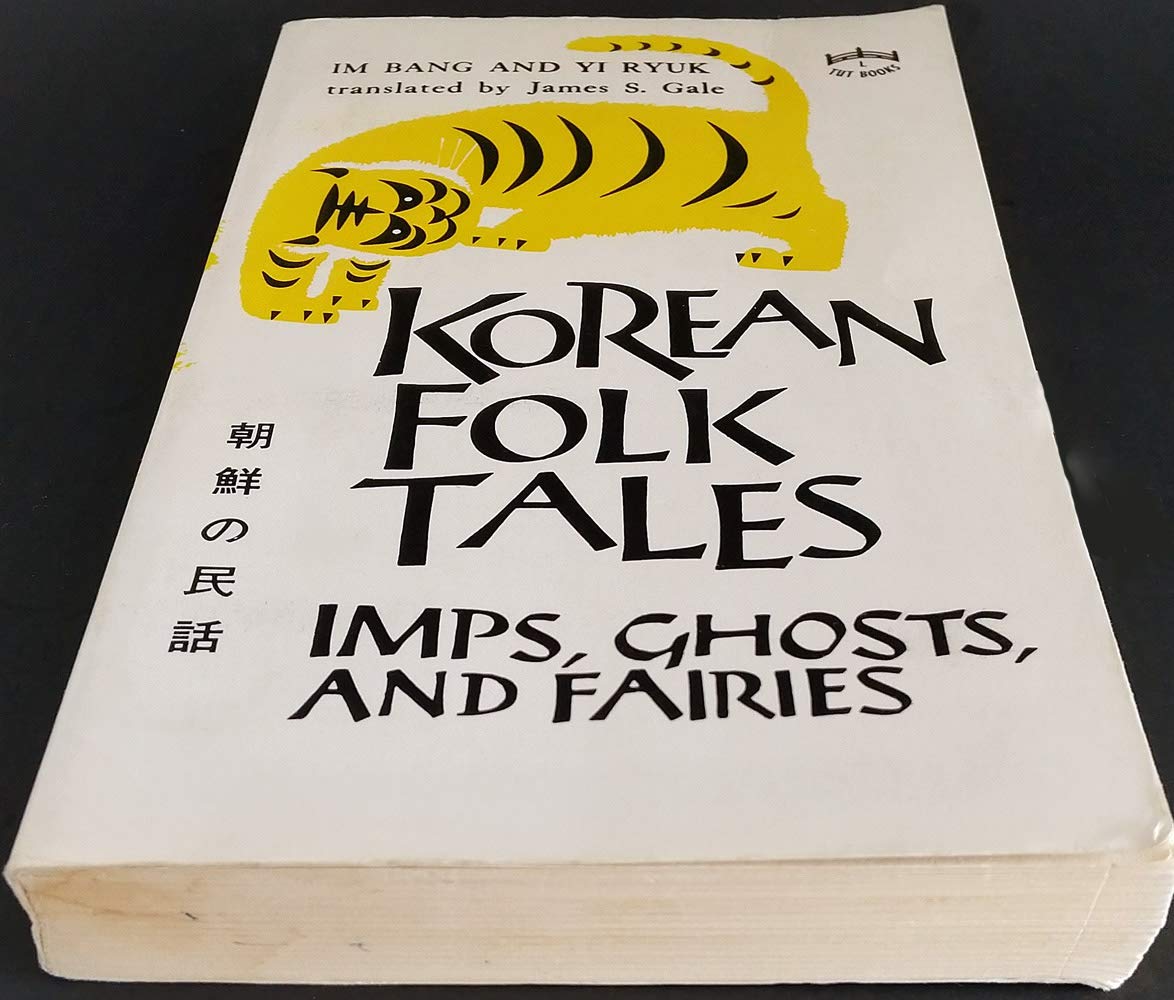 IM BANG AND YI RYUK
translated by James S. Gale
L
TUT BOOKS
KOREAN
FOLK
TALES
IMPS, GHOSTS,
AND FAIRIES
朝鮮の民話